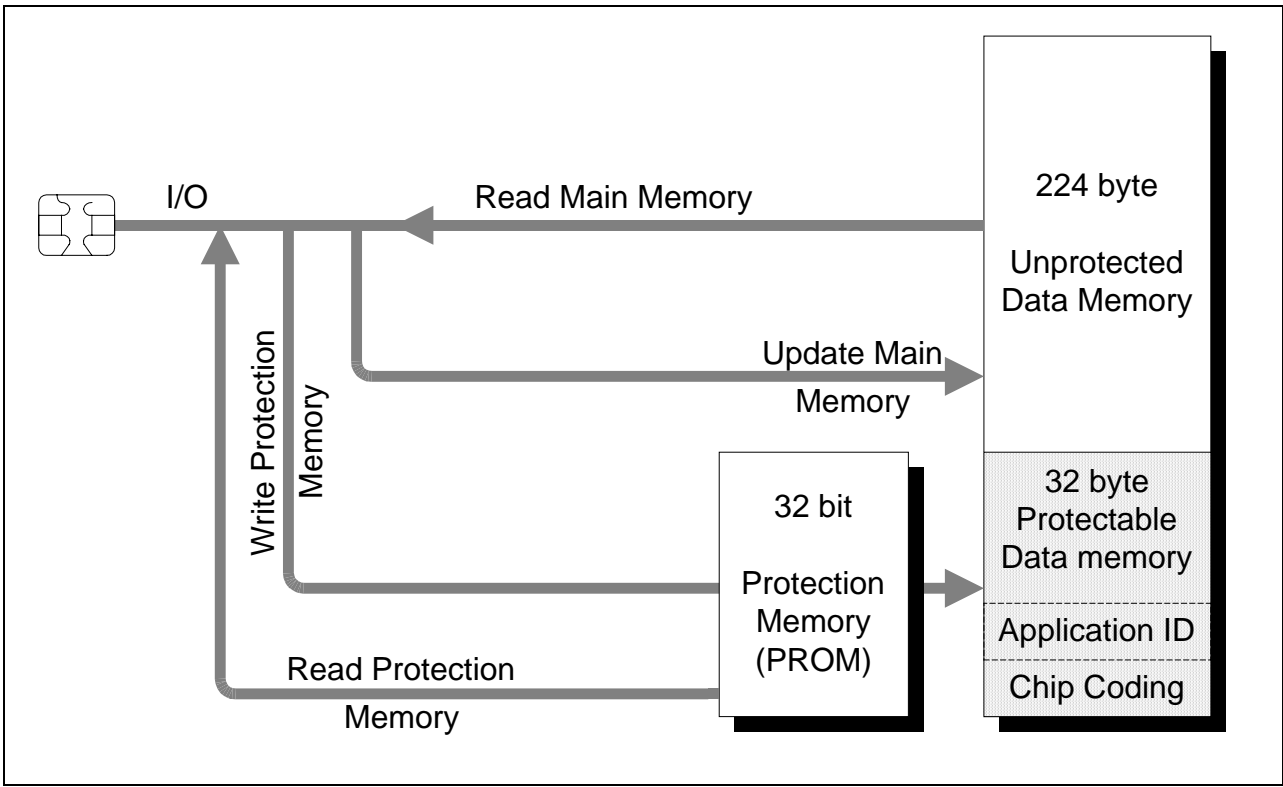 I/O
Read Main Memory
224 byte
Unprotected
Data Memory
Update Main
Memory
Write Protection
Memory
32 bit
Protection
Memory
(PROM)
32 byte
Protectable
Data memory
Application ID
Chip Coding
Read Protection
Memory